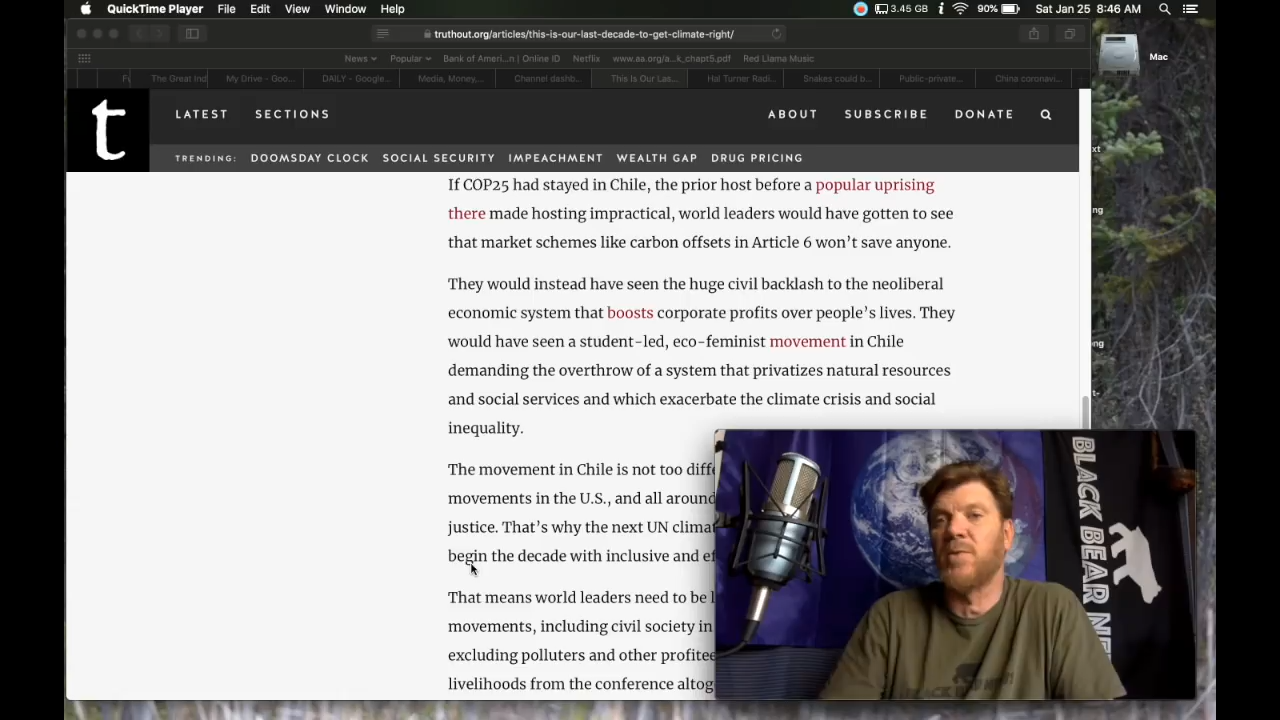 QuickTime Player File Edit View Window Help 3.45 GB 90% Sat Jan 25 8:46 AM
truthout.org/articles/this-is-our-last-decade-to-get-climate-right/
News Popular Bank of Ameri...n | Online ID Netflix www.aa.org/a...k_chapt5.pdf Red Llama Music
The Great Ind My Drive - Goo... DAILY - Google... Media, Money,... Channel dashb... This Is Our Las... Hal Turner Radi... Snakes could b... Public-private... China coronavi...
Mac
t LATEST SECTIONS ABOUT SUBSCRIBE DONATE
TRENDING: DOOMSDAY CLOCK SOCIAL SECURITY IMPEACHMENT WEALTH GAP DRUG PRICING
If COP25 had stayed in Chile, the prior host before a popular uprising
there made hosting impractical, world leaders would have gotten to see
that market schemes like carbon offsets in Article 6 won’t save anyone.
They would instead have seen the huge civil backlash to the neoliberal
economic system that boosts corporate profits over people’s lives. They
would have seen a student-led, eco-feminist movement in Chile
demanding the overthrow of a system that privatizes natural resources
and social services and which exacerbate the climate crisis and social
inequality.
The movement in Chile is not too diffe
movements in the U.S., and all around
justice. That’s why the next UN climat
begin the decade with inclusive and ef
That means world leaders need to be l
movements, including civil society in
excluding polluters and other profitee
livelihoods from the conference altog
BLACK BEAR NE